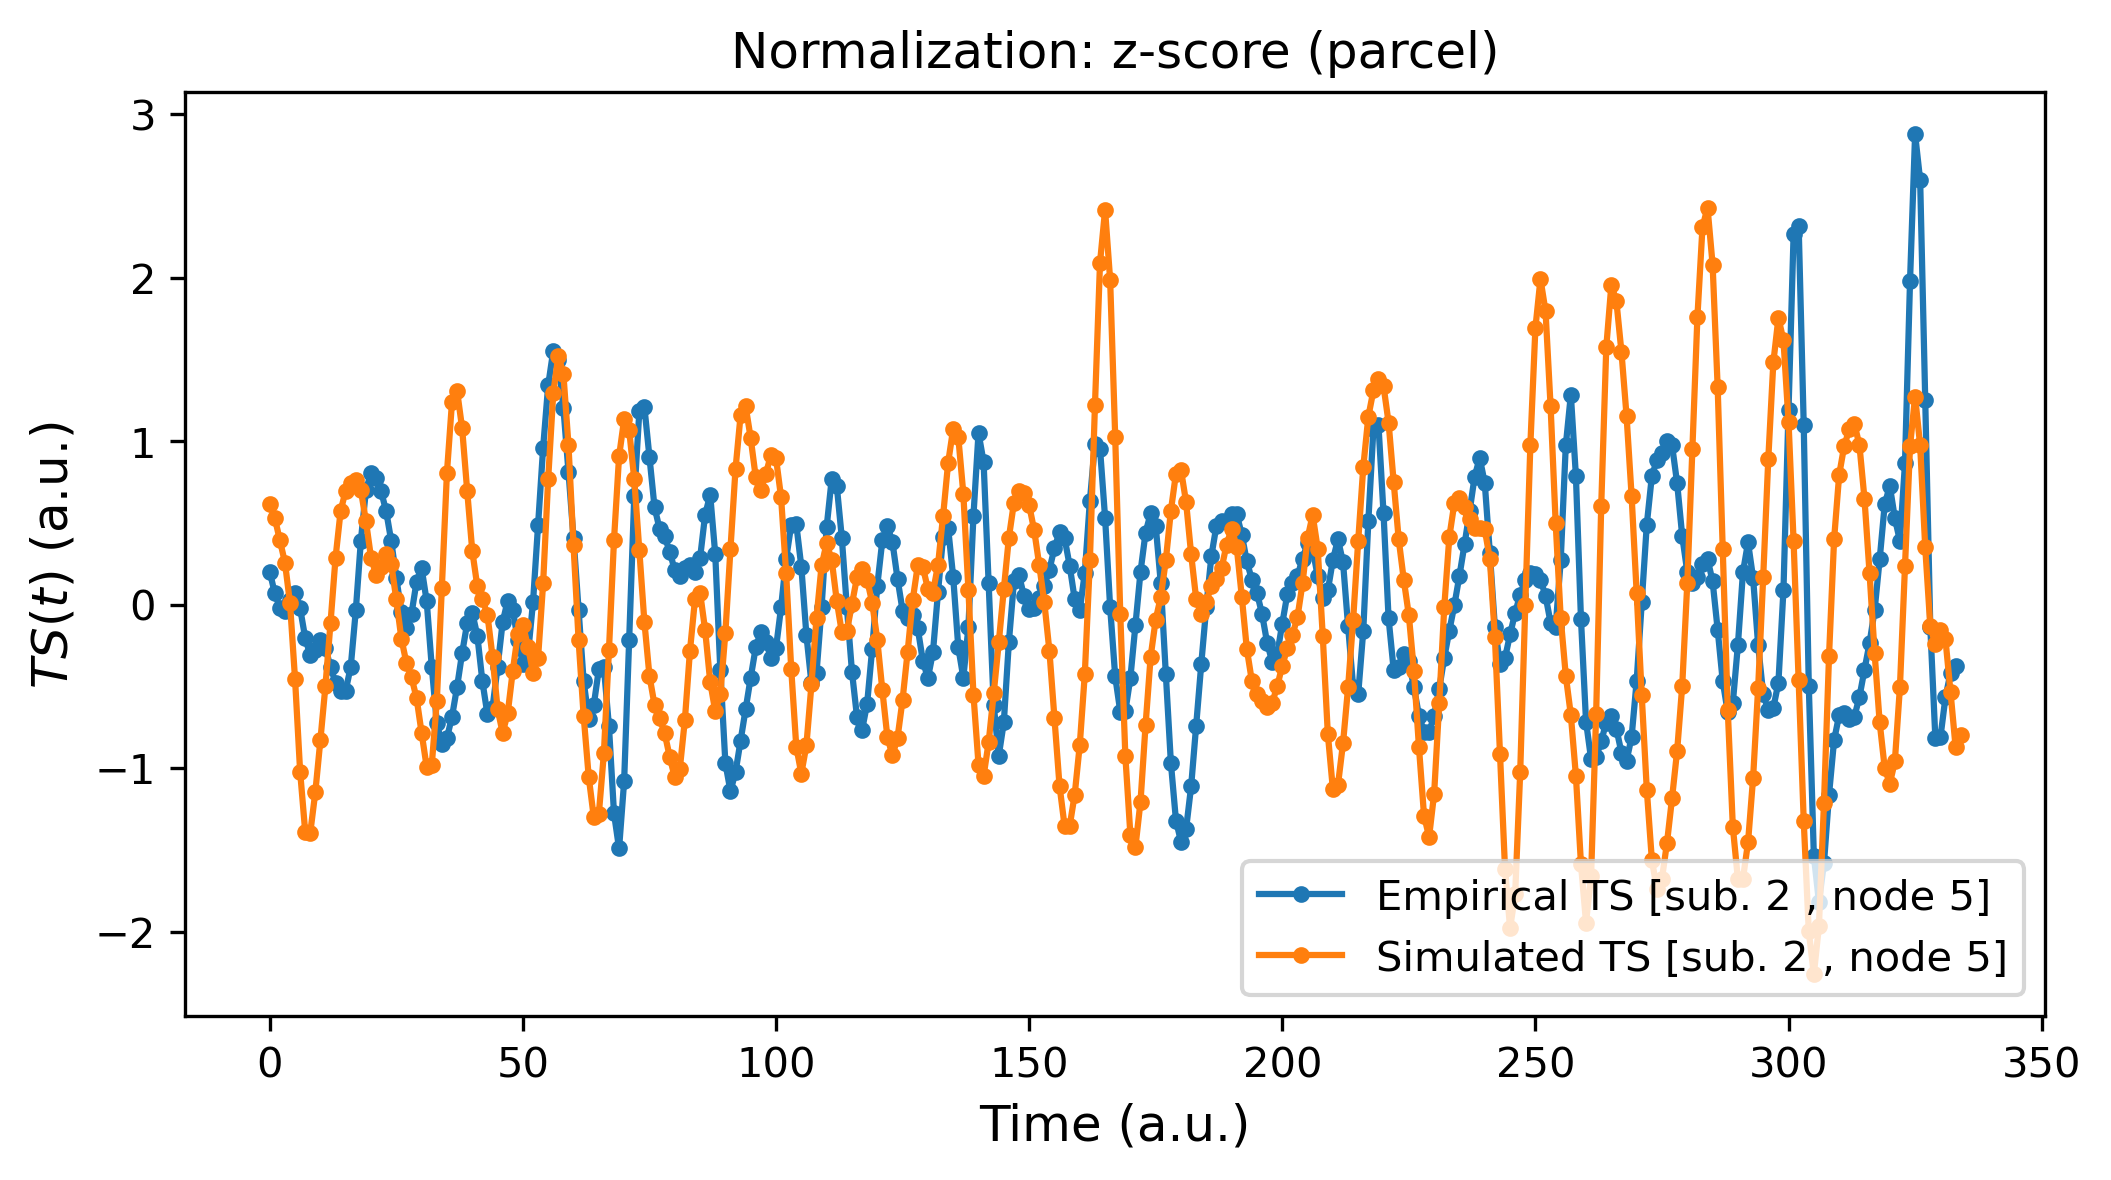 Normalization: z-score (parcel)
3
2
1
0
−1
−2
TS(t) (a.u.)
Empirical TS [sub. 2 , node 5]
Simulated TS [sub. 2 , node 5]
0 50 100 150 200 250 300 350
Time (a.u.)